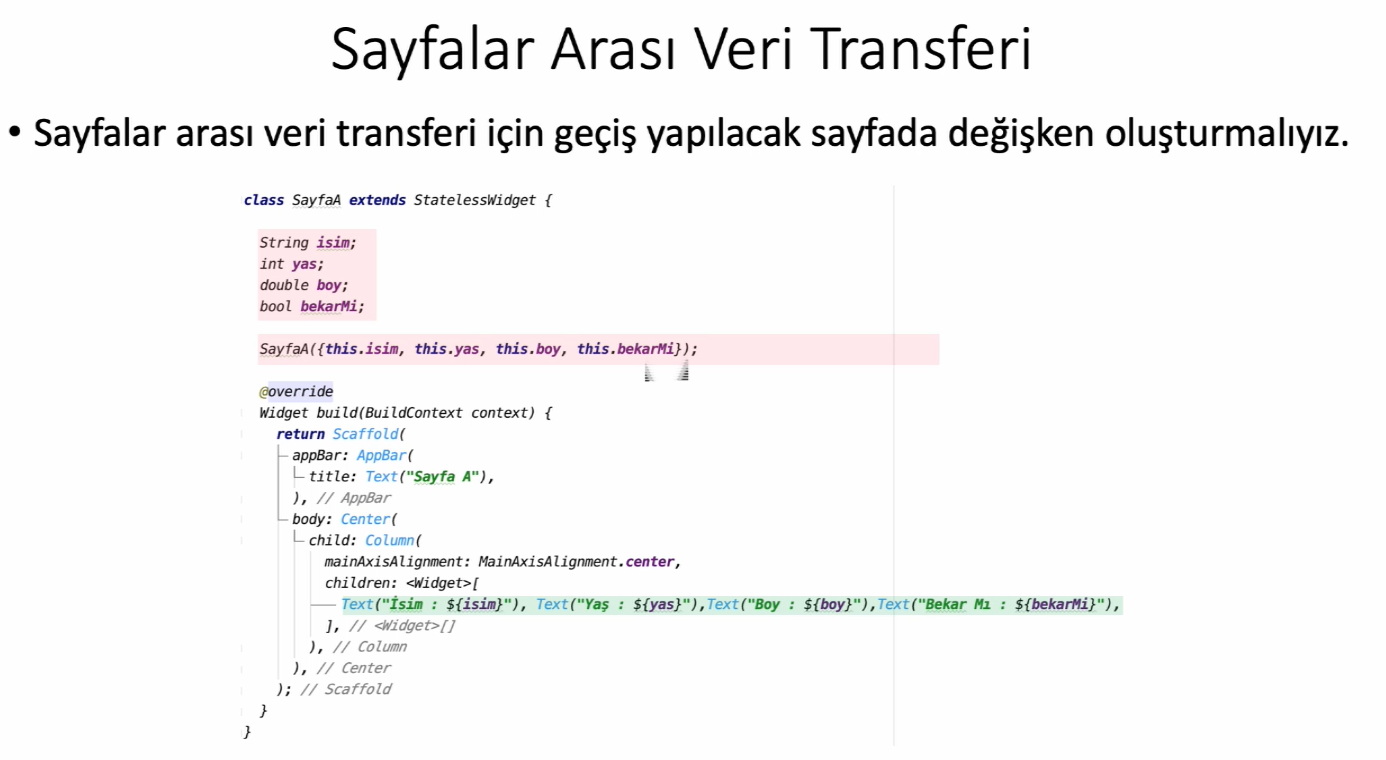 Sayfalar Arası Veri Transferi
• Sayfalar arası veri transferi için geçiş yapılacak sayfada değişken oluşturmalıyız.
class SayfaA extends StatelessWidget {
String isim;
int yas;
double boy;
bool bekarMi;
SayfaA({this.isim, this.yas, this.boy, this.bekarMi});
@override
Widget build(BuildContext context) {
return Scaffold(
appBar: AppBar(
title: Text("Sayfa A"),
), // AppBar
body: Center(
child: Column(
mainAxisAlignment: MainAxisAlignment.center,
children: <Widget>[
Text("İsim : ${isim}"), Text("Yaş : ${yas}"),Text("Boy : ${boy}"),Text("Bekar Mı : ${bekarMi}"),
], // <Widget>[]
), // Column
), // Center
); // Scaffold
}
}